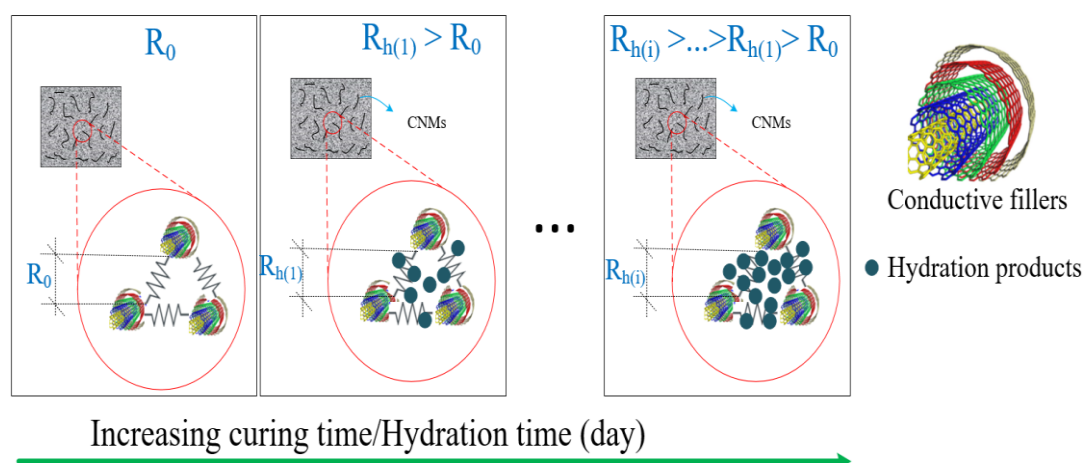 R0
Rh(1) > R0
Rh(i) >...>Rh(1)> R0
CNMs
CNMs
Conductive fillers
Hydration products
R0
Rh(1)
...
Rh(i)
Increasing curing time/Hydration time (day)